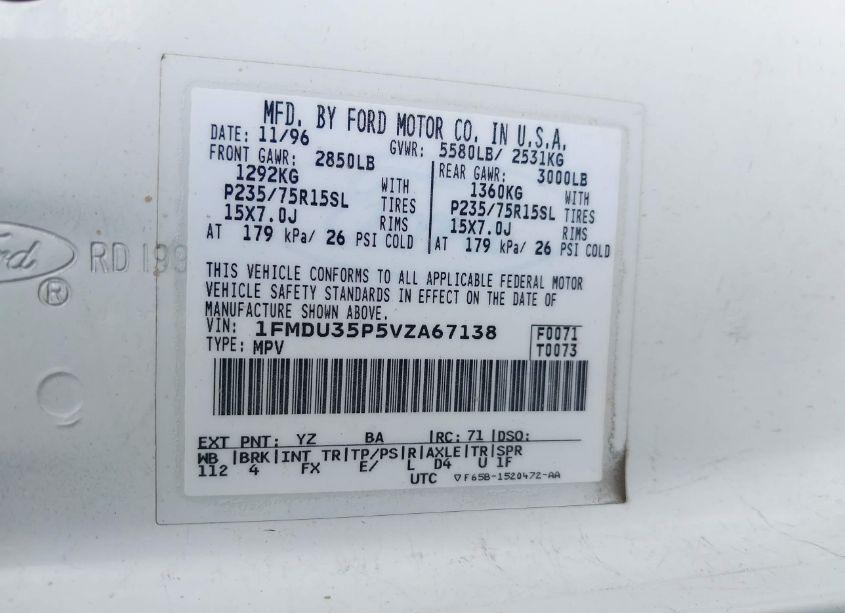 MFD. BY FORD MOTOR CO. IN U.S.A.
DATE: 11/96 GVWR: 5580LB/ 2531KG
FRONT GAWR: 2850LB REAR GAWR: 3000LB
1292KG WITH 1360KG WITH
P235/75R15SL TIRES P235/75R15SL TIRES
15X7.0J RIMS 15X7.0J RIMS
AT 179 kPa/ 26 PSI COLD AT 179 kPa/ 26 PSI COLD
THIS VEHICLE CONFORMS TO ALL APPLICABLE FEDERAL MOTOR
VEHICLE SAFETY STANDARDS IN EFFECT ON THE DATE OF
MANUFACTURE SHOWN ABOVE.
VIN: 1FMDU35P5VZA67138 F0071
TYPE: MPV T0073
EXT PNT: YZ BA |RC: 71 |DSO:
WB |BRK|INT TR|TP/PS|R|AXLE|TR|SPR
112 4 FX E/ L D4 U 1F
UTC ▽F65B-1520472-AA
RD 199
®